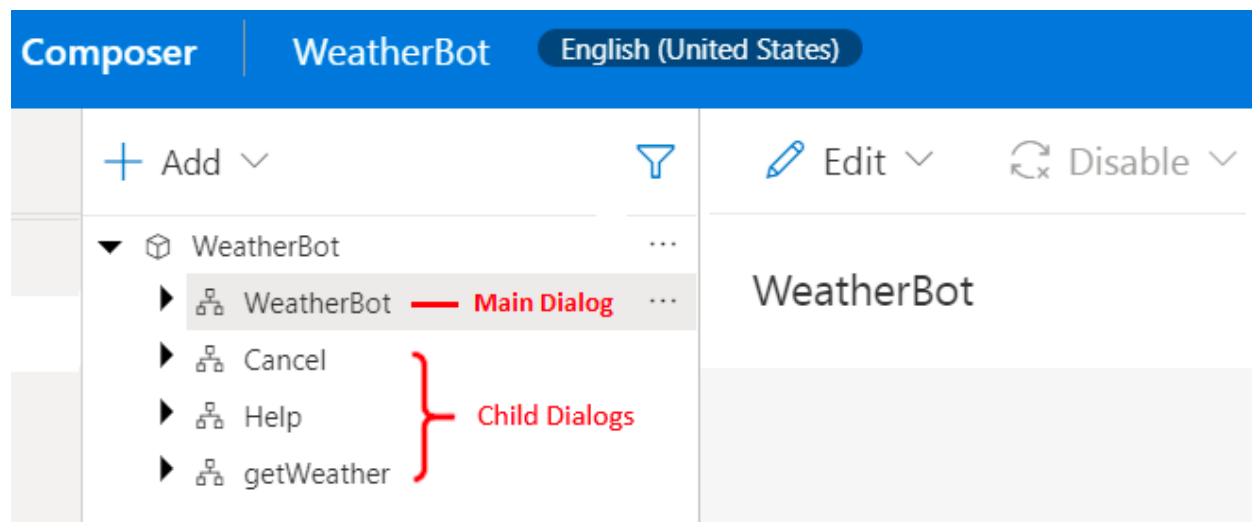 Composer WeatherBot English (United States)
Add Edit Disable
WeatherBot ...
WeatherBot Main Dialog ...
WeatherBot
Cancel
Help Child Dialogs
getWeather